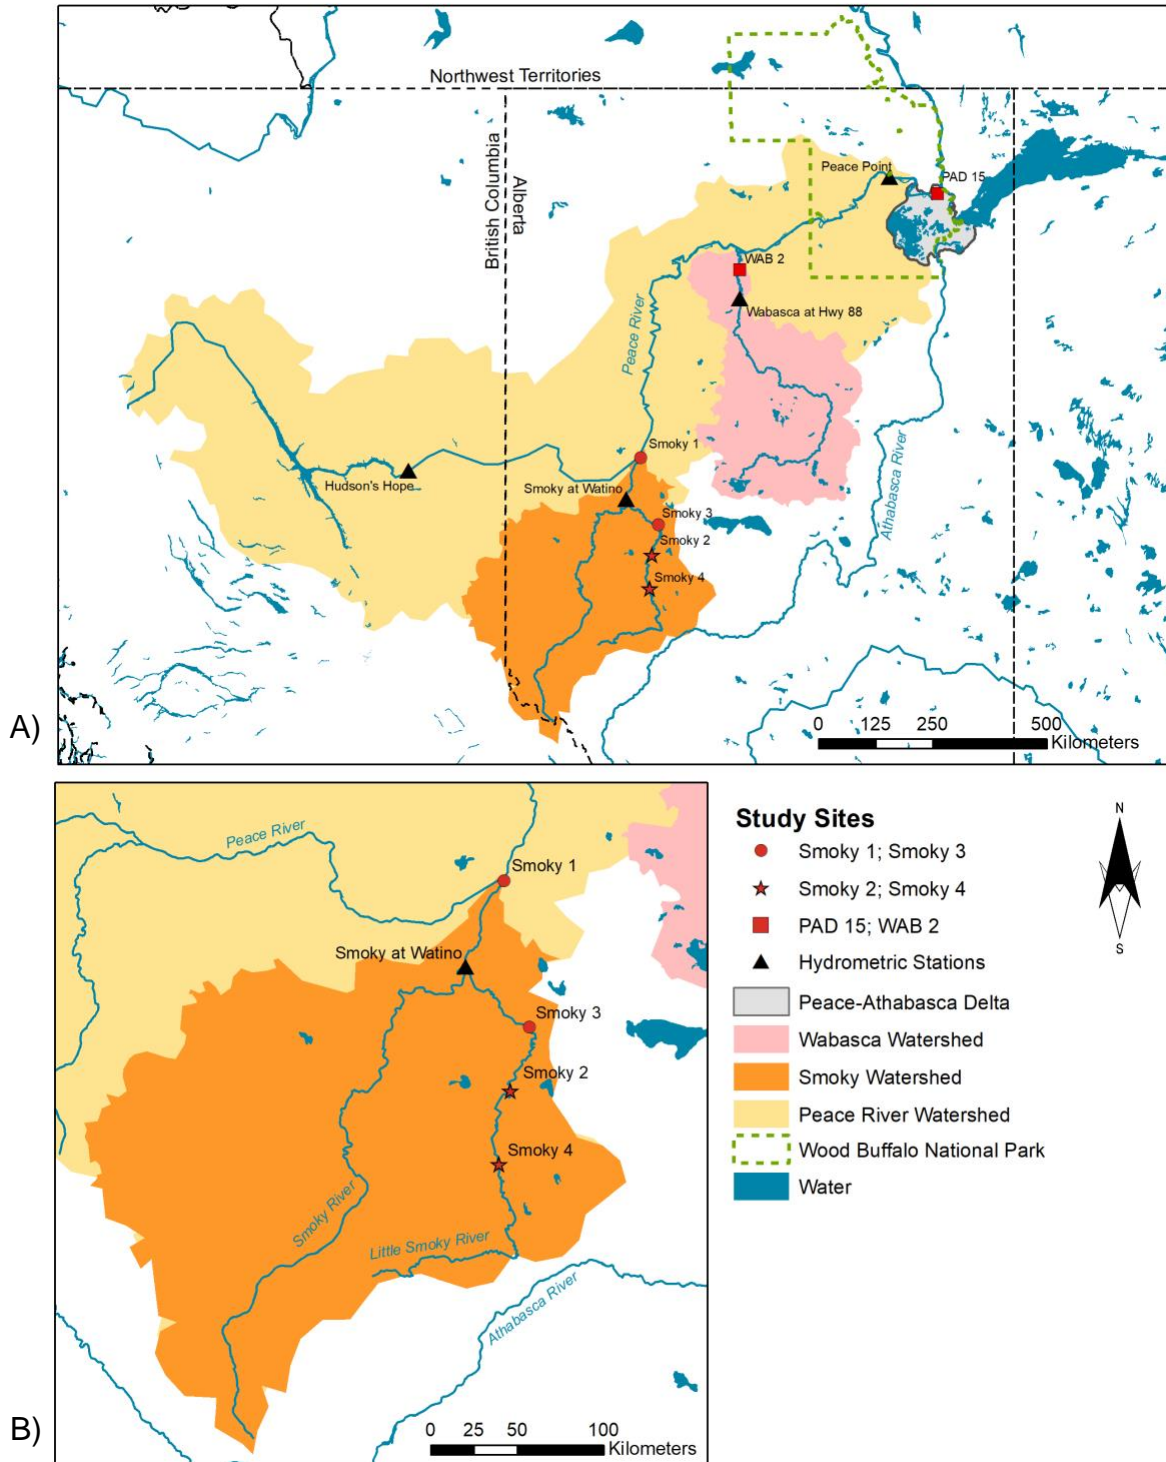 Northwest Territories
British Columbia
Alberta
Peace Point
PAD 15
WAB 2
Wabasca at Hwy 88
Peace River
Smoky 1
Hudson's Hope
Smoky at Watino
Smoky 3
Smoky 2
Smoky 4
Athabasca River
0 125 250 500
Kilometers
A)
Peace River
Smoky 1
Smoky at Watino
Smoky 3
Smoky 2
Smoky 4
Smoky River
Little Smoky River
Athabasca River
0 25 50 100
Kilometers
B)
Study Sites
Smoky 1; Smoky 3
Smoky 2; Smoky 4
PAD 15; WAB 2
Hydrometric Stations
Peace-Athabasca Delta
Wabasca Watershed
Smoky Watershed
Peace River Watershed
Wood Buffalo National Park
Water
N
S